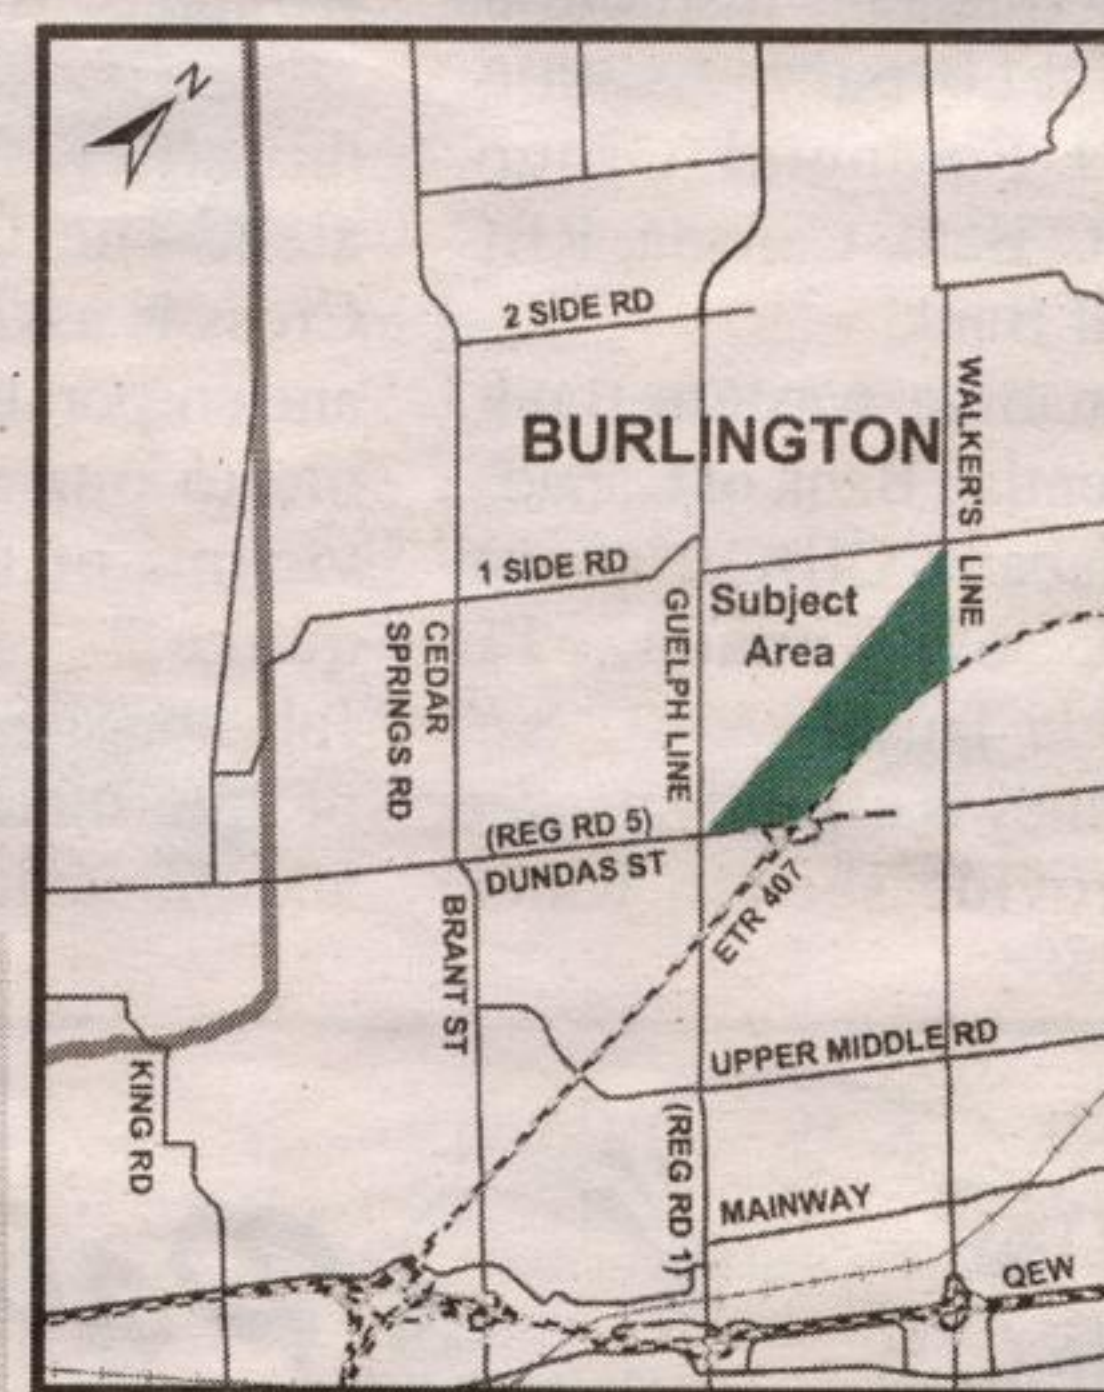 N
2 SIDE RD
BURLINGTON
WALKER'S LINE
1 SIDE RD
Subject
Area
CEDAR
SPRINGS RD
GUELPH LINE
(REG RD 5)
DUNDAS ST
ETR 407
BRANT ST
UPPER MIDDLE RD
KING RD
(REG RD 1)
MAINWAY
QEW